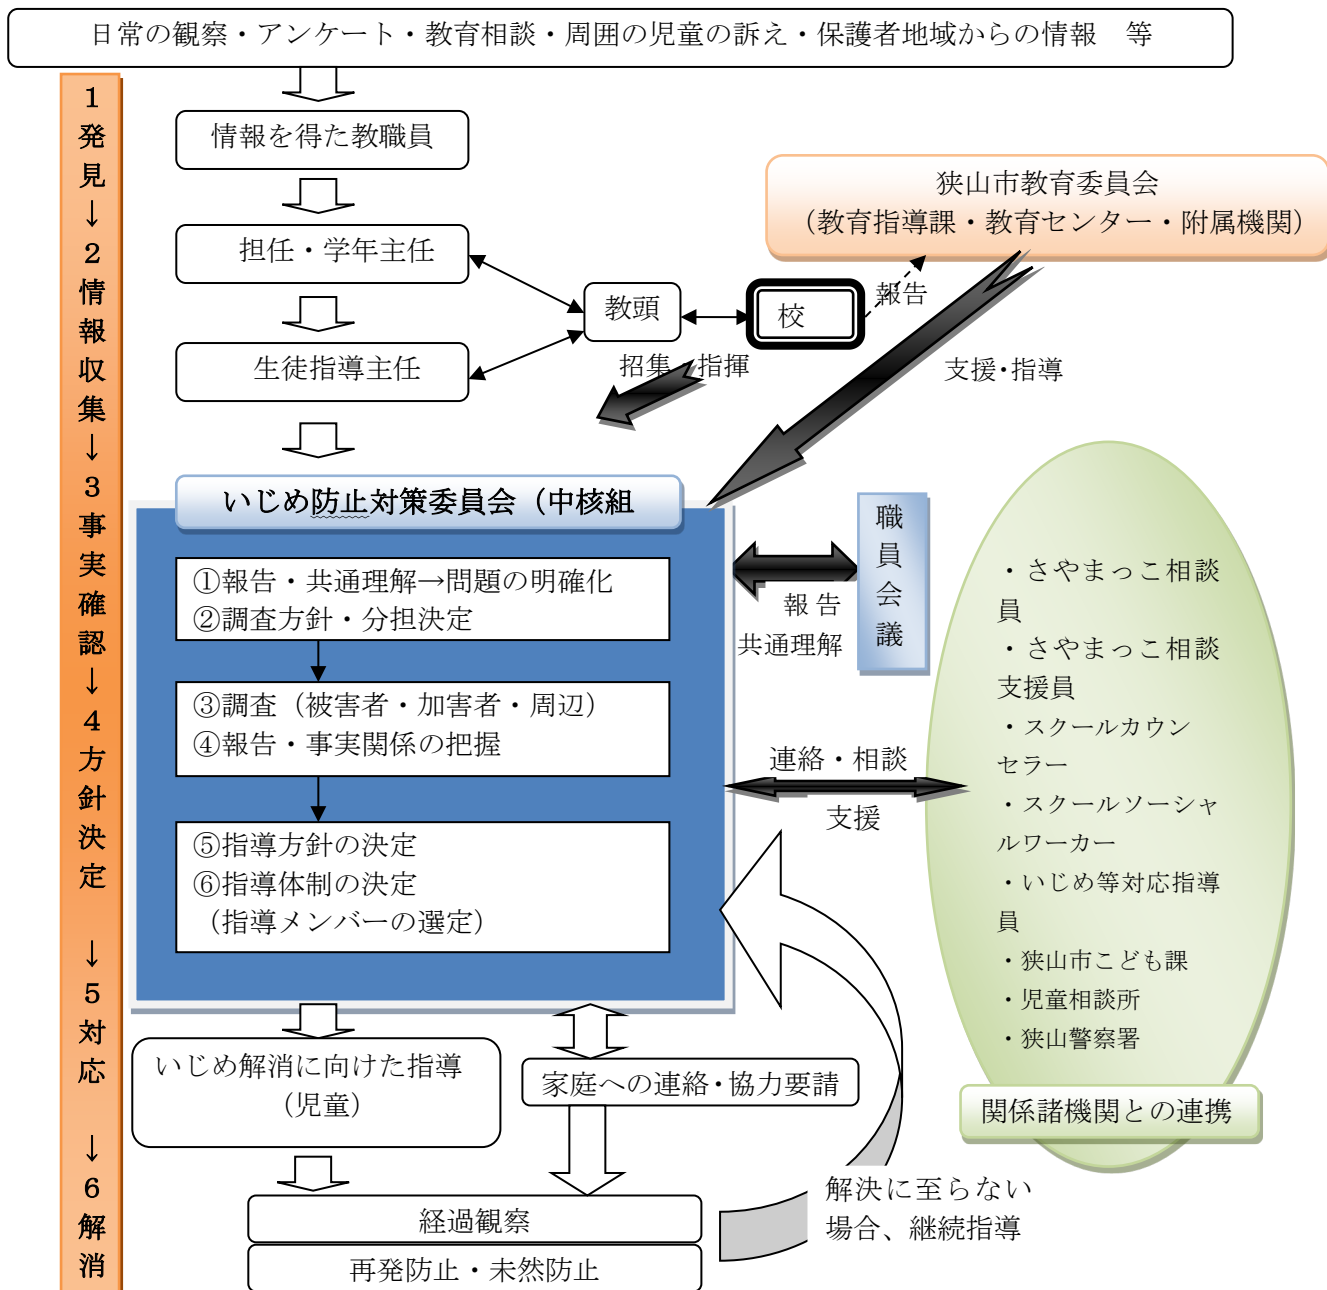 日常の観察・アンケート・教育相談・周囲の児童の訴え・保護者地域からの情報　等
1発見↓2情報収集↓3事実確認↓4方針決定　↓5対応　↓6解消
情報を得た教職員
担任・学年主任
生徒指導主任
教頭
校
報告
狭山市教育委員会
（教育指導課・教育センター・附属機関）
招集・指揮
支援・指導
いじめ防止対策委員会（中核組
①報告・共通理解→問題の明確化
②調査方針・分担決定
③調査（被害者・加害者・周辺）
④報告・事実関係の把握
⑤指導方針の決定
⑥指導体制の決定
（指導メンバーの選定）
職員会議
報 告
共通理解
連絡・相談
支援
・さやまっこ相談
員
・さやまっこ相談
支援員
・スクールカウン
セラー
・スクールソーシャ
ルワーカー
・いじめ等対応指導
員
・狭山市こども課
・児童相談所
・狭山警察署
関係諸機関との連携
いじめ解消に向けた指導
（児童）
家庭への連絡・協力要請
経過観察
再発防止・未然防止
解決に至らない
場合、継続指導